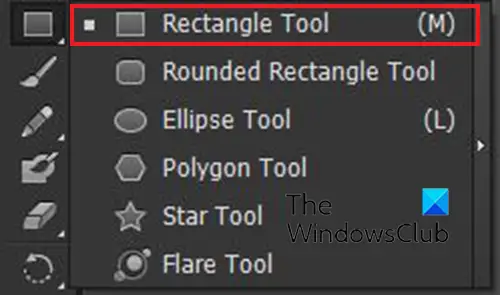 Rectangle Tool (M)
Rounded Rectangle Tool
Ellipse Tool (L)
Polygon Tool
Star Tool
Flare Tool
The
WindowsClub